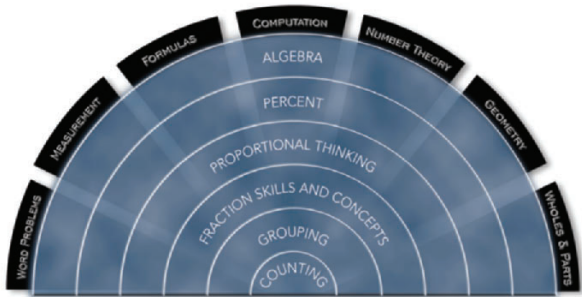 WORD PROBLEMS
MEASUREMENT
FORMULAS
COMPUTATION
NUMBER THEORY
GEOMETRY
WHOLES & PARTS
ALGEBRA
PERCENT
PROPORTIONAL THINKING
FRACTION SKILLS AND CONCEPTS
GROUPING
COUNTING